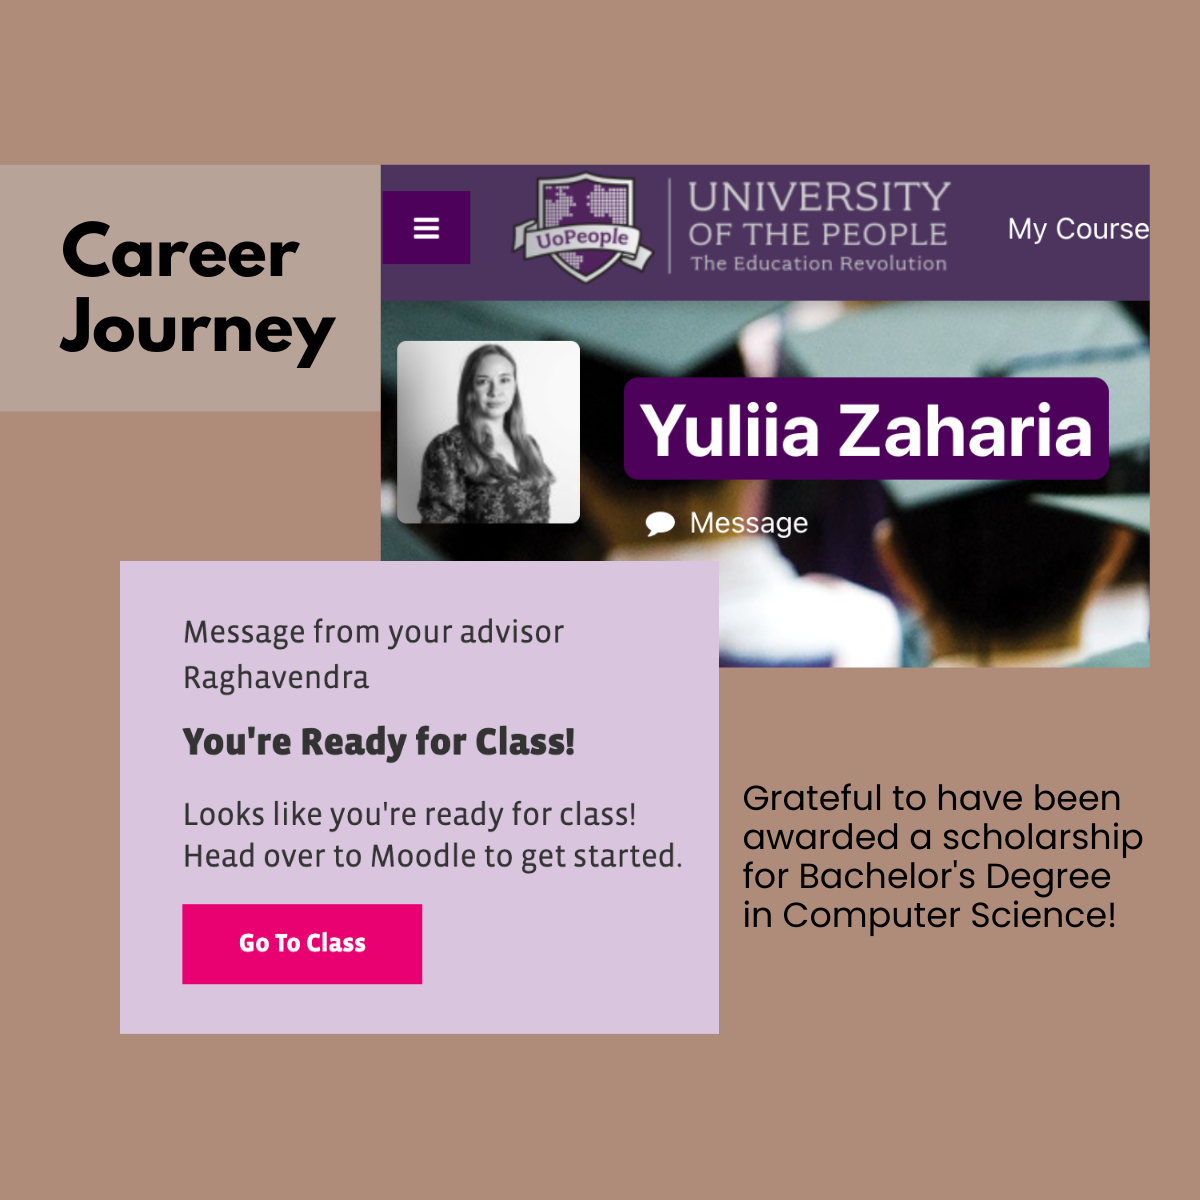 Career
Journey
UoPeople
UNIVERSITY
OF THE PEOPLE
The Education Revolution
My Course
Yuliia Zaharia
Message
Message from your advisor
Raghavendra
You're Ready for Class!
Looks like you're ready for class!
Head over to Moodle to get started.
Go To Class
Grateful to have been
awarded a scholarship
for Bachelor's Degree
in Computer Science!